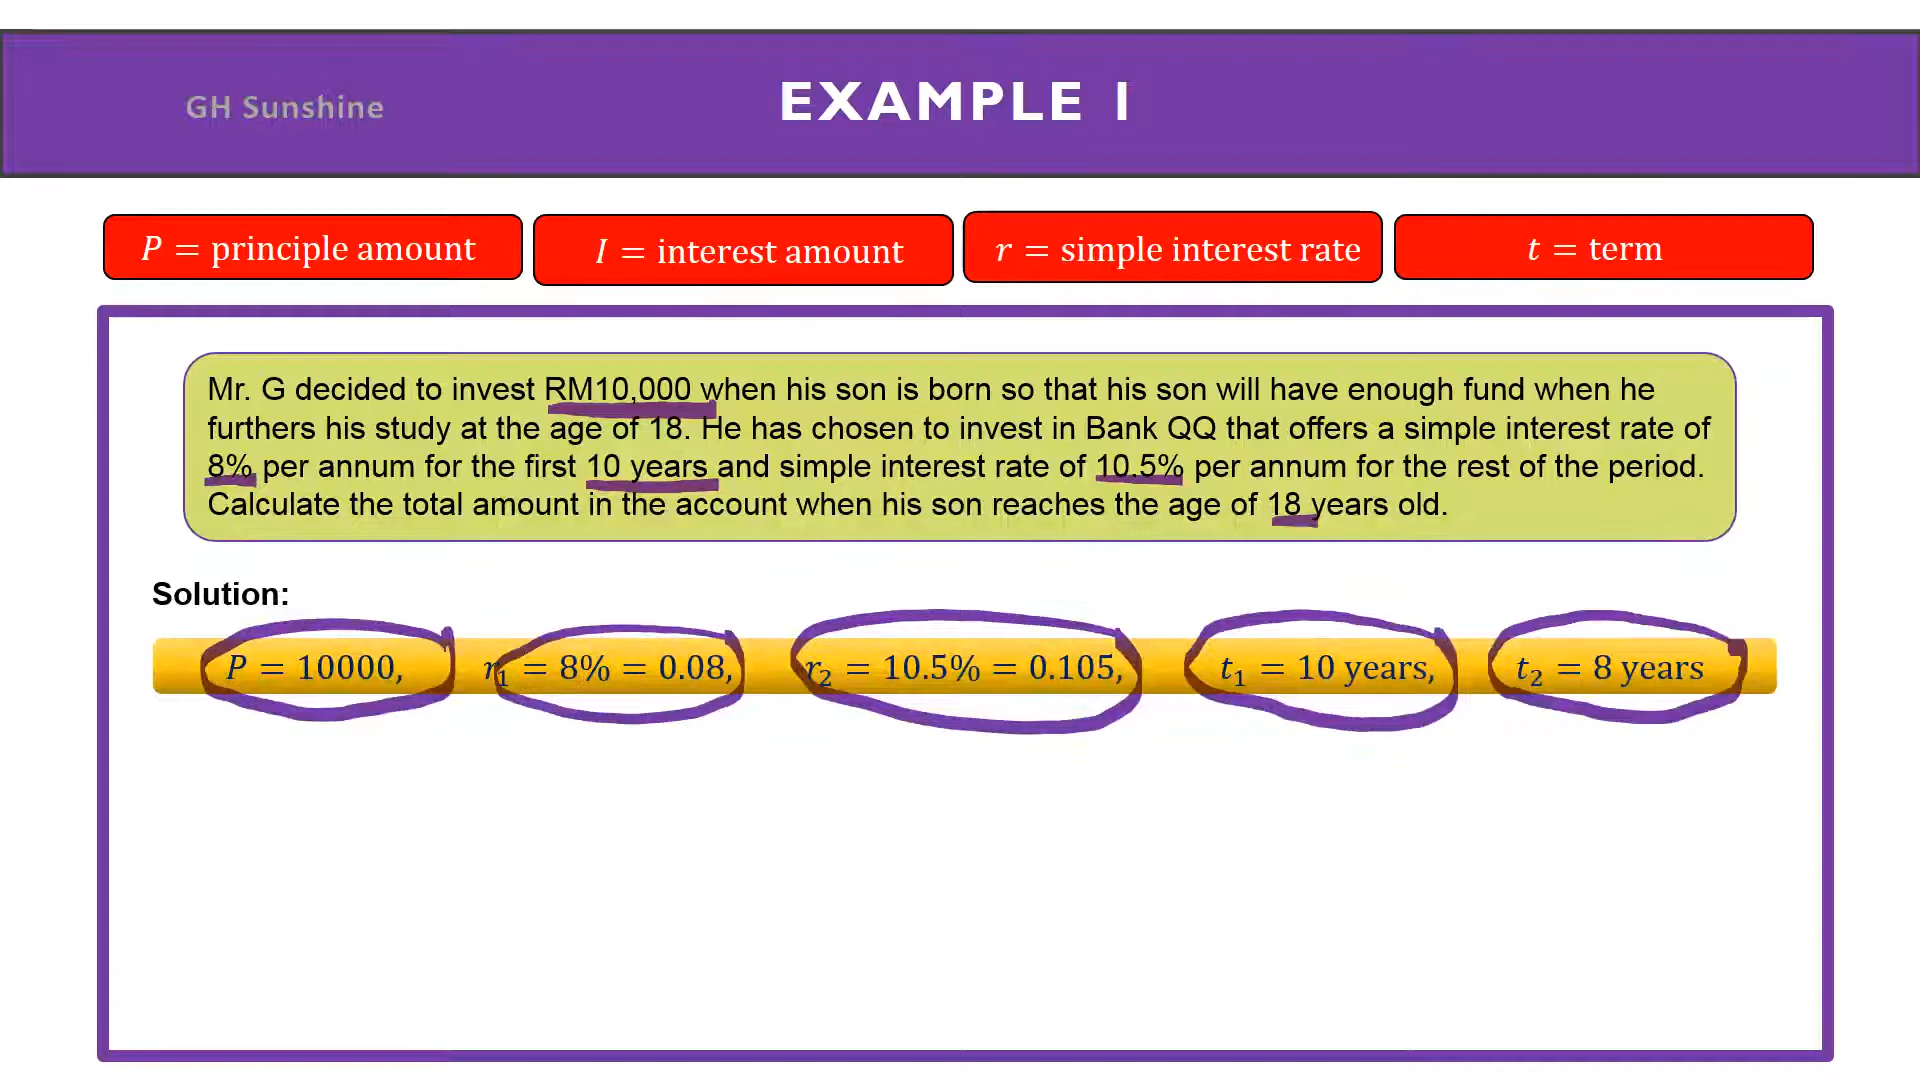 GH Sunshine
EXAMPLE 1
P = principle amount
I = interest amount
r = simple interest rate
t = term
Mr. G decided to invest RM10,000 when his son is born so that his son will have enough fund when he
furthers his study at the age of 18. He has chosen to invest in Bank QQ that offers a simple interest rate of
8% per annum for the first 10 years and simple interest rate of 10.5% per annum for the rest of the period.
Calculate the total amount in the account when his son reaches the age of 18 years old.
Solution:
P = 10000, r₁ = 8% = 0.08, r₂ = 10.5% = 0.105, t₁ = 10 years, t₂ = 8 years